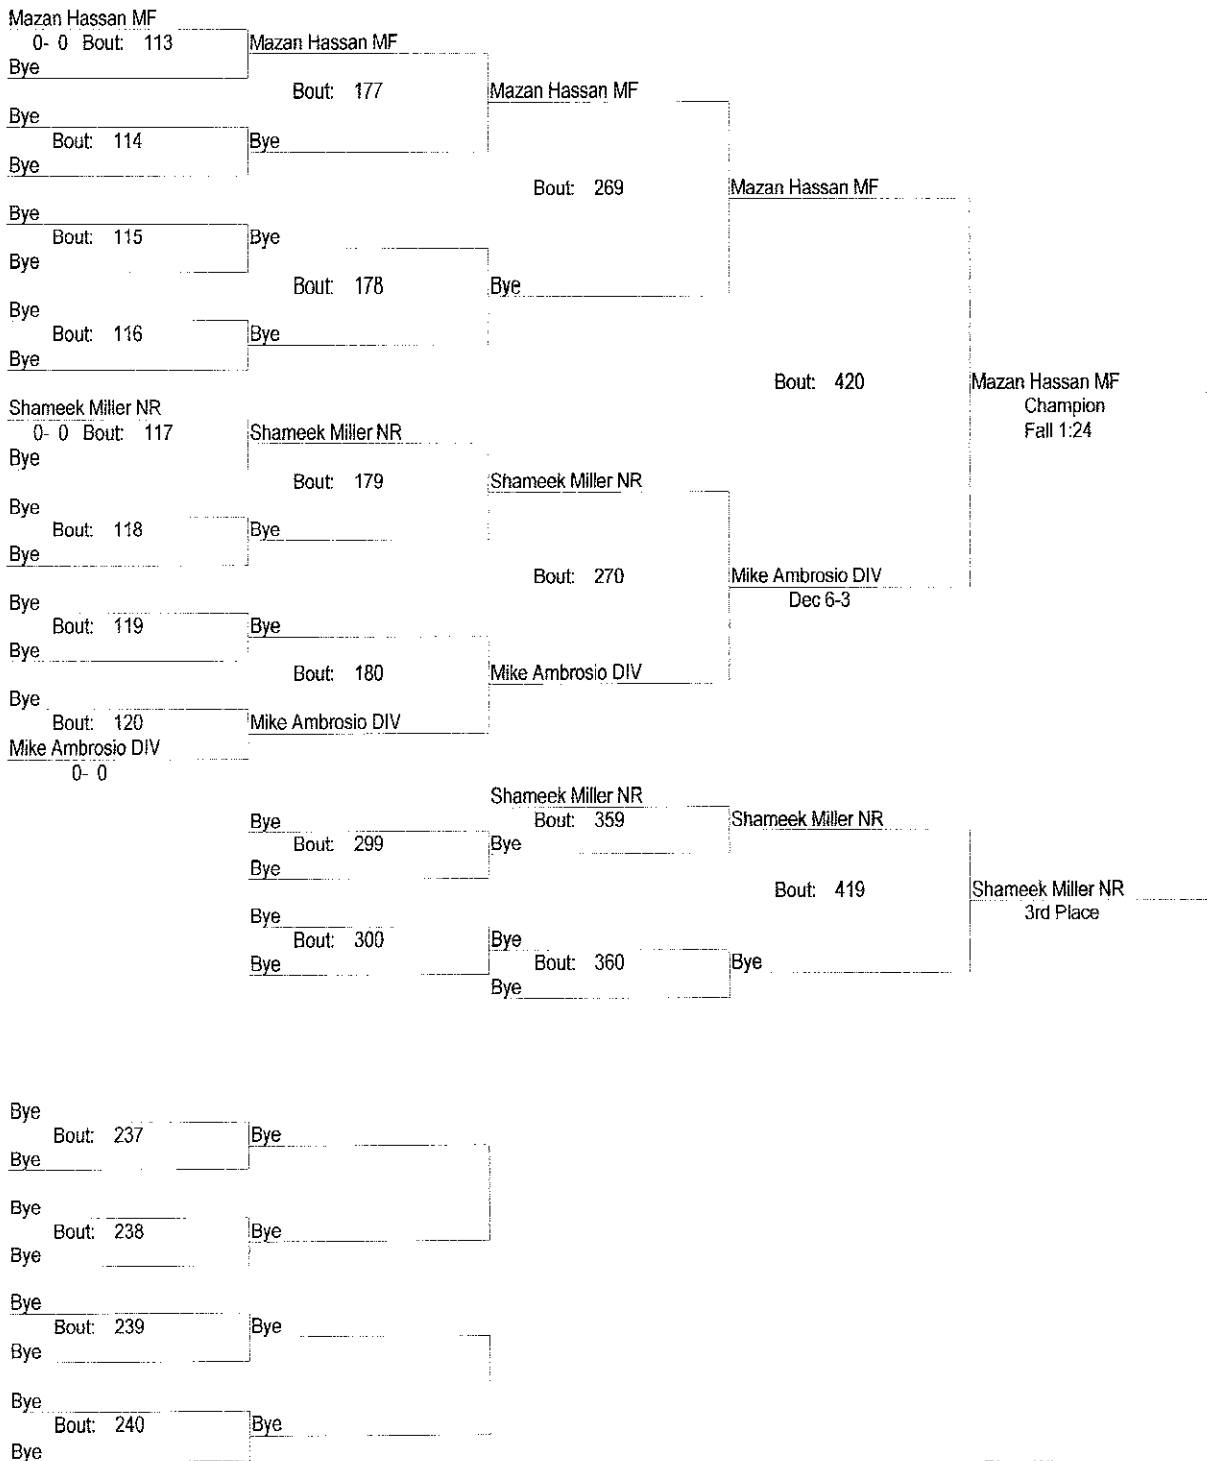 Mazan Hassan MF
0- 0 Bout: 113
Bye
Mazan Hassan MF
Bout: 177
Mazan Hassan MF
Bye
Bout: 114
Bye
Bye
Bout: 269
Mazan Hassan MF
Bye
Bout: 115
Bye
Bye
Bout: 178
Bye
Bye
Bout: 116
Bye
Bye
Bout: 420
Mazan Hassan MF
Champion
Fall 1:24
Shameek Miller NR
0- 0 Bout: 117
Bye
Shameek Miller NR
Bout: 179
Shameek Miller NR
Bye
Bout: 118
Bye
Bye
Bout: 270
Mike Ambrosio DIV
Dec 6-3
Bye
Bout: 119
Bye
Bye
Bout: 180
Mike Ambrosio DIV
Bye
Bout: 120
Mike Ambrosio DIV
Mike Ambrosio DIV
0- 0
Shameek Miller NR
Bye
Bout: 359
Shameek Miller NR
Bout: 299
Bye
Bye
Bout: 419
Shameek Miller NR
3rd Place
Bye
Bout: 300
Bye
Bye
Bout: 360
Bye
Bye
Bye
Bout: 237
Bye
Bye
Bye
Bout: 238
Bye
Bye
Bye
Bout: 239
Bye
Bye
Bye
Bout: 240
Bye
Bye